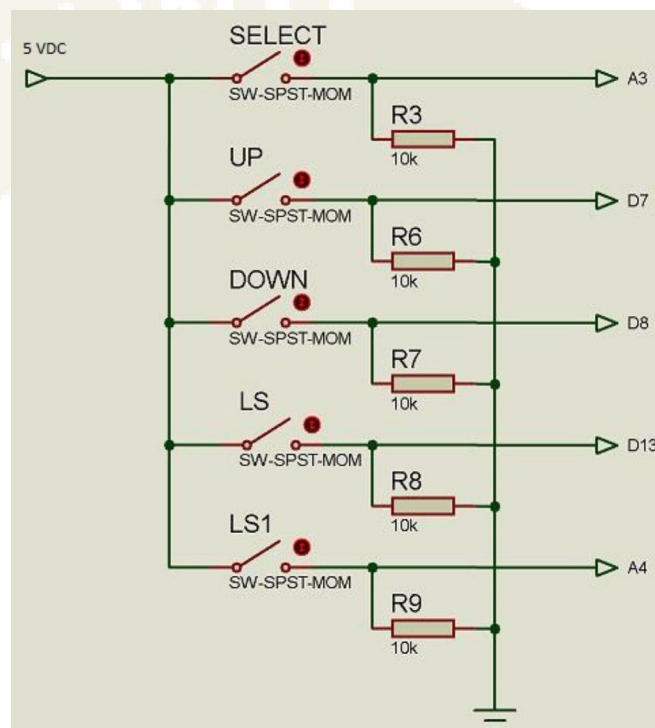 5 VDC
SELECT
SW-SPST-MOM
A3
R3
10k
UP
SW-SPST-MOM
D7
R6
10k
DOWN
SW-SPST-MOM
D8
R7
10k
LS
SW-SPST-MOM
D13
R8
10k
LS1
SW-SPST-MOM
A4
R9
10k